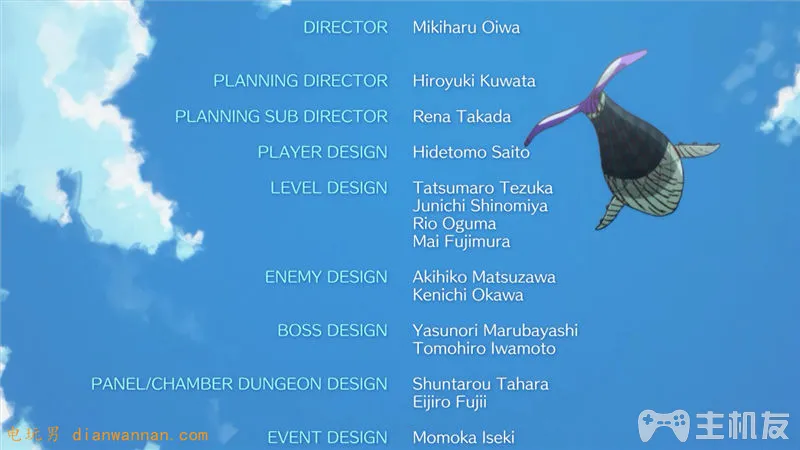 DIRECTOR Mikiharu Oiwa
PLANNING DIRECTOR Hiroyuki Kuwata
PLANNING SUB DIRECTOR Rena Takada
PLAYER DESIGN Hidetomo Saito
LEVEL DESIGN Tatsumaro Tezuka
Junichi Shinomiya
Rio Oguma
Mai Fujimura
ENEMY DESIGN Akihiko Matsuzawa
Kenichi Okawa
BOSS DESIGN Yasunori Marubayashi
Tomohiro Iwamoto
PANEL/CHAMBER DUNGEON DESIGN Shuntarou Tahara
Eijiro Fujii
EVENT DESIGN Momoka Iseki
电玩男 dianwannan.com
主机友